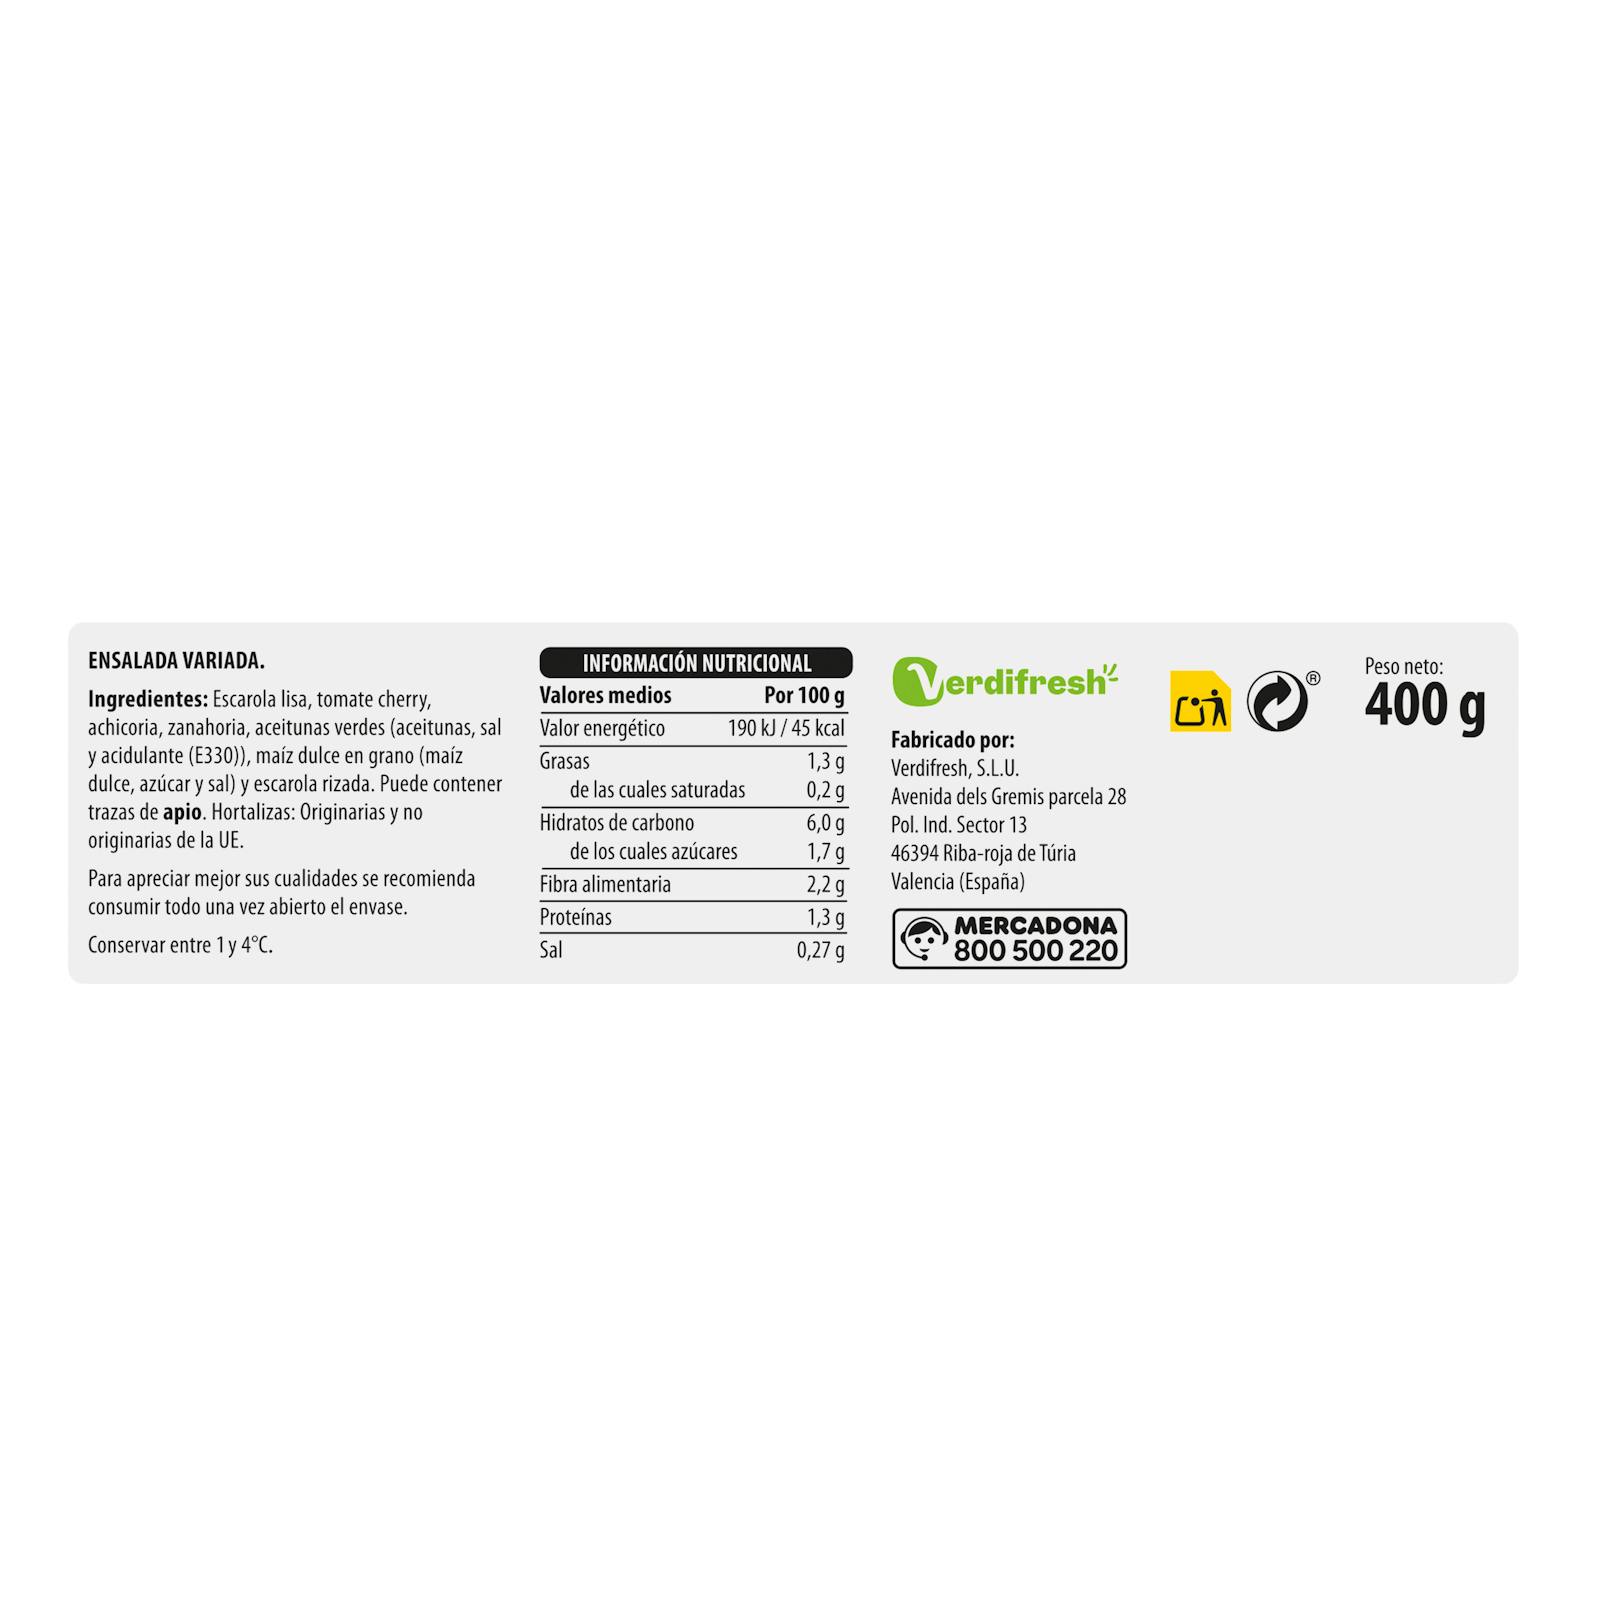 ENSALADA VARIADA.
Ingredientes: Escarola lisa, tomate cherry,
achicoria, zanahoria, aceitunas verdes (aceitunas, sal
y acidulante (E330)), maíz dulce en grano (maíz
dulce, azúcar y sal) y escarola rizada. Puede contener
trazas de apio. Hortalizas: Originarias y no
originarias de la UE.
Para apreciar mejor sus cualidades se recomienda
consumir todo una vez abierto el envase.
Conservar entre 1 y 4°C.
INFORMACIÓN NUTRICIONAL
Valores medios Por 100 g
Valor energético 190 kJ / 45 kcal
Grasas 1,3 g
de las cuales saturadas 0,2 g
Hidratos de carbono 6,0 g
de los cuales azúcares 1,7 g
Fibra alimentaria 2,2 g
Proteínas 1,3 g
Sal 0,27 g
Verdifresh
Fabricado por:
Verdifresh, S.L.U.
Avenida dels Gremis parcela 28
Pol. Ind. Sector 13
46394 Riba-roja de Túria
Valencia (España)
MERCADONA
800 500 220
®
Peso neto:
400 g